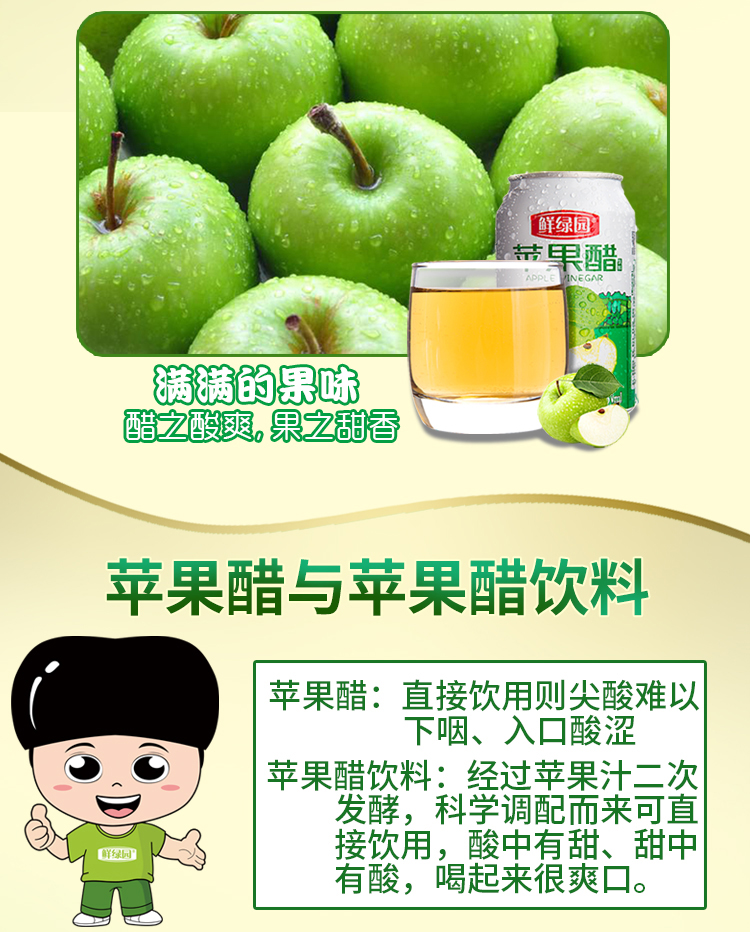 鲜绿园
苹果醋
APPLE VINEGAR
满满的果味
醋之酸爽,果之甜香
苹果醋与苹果醋饮料
苹果醋：直接饮用则尖酸难以
下咽、入口酸涩
苹果醋饮料：经过苹果汁二次
发酵，科学调配而来可直
接饮用，酸中有甜、甜中
有酸，喝起来很爽口。
鲜绿园